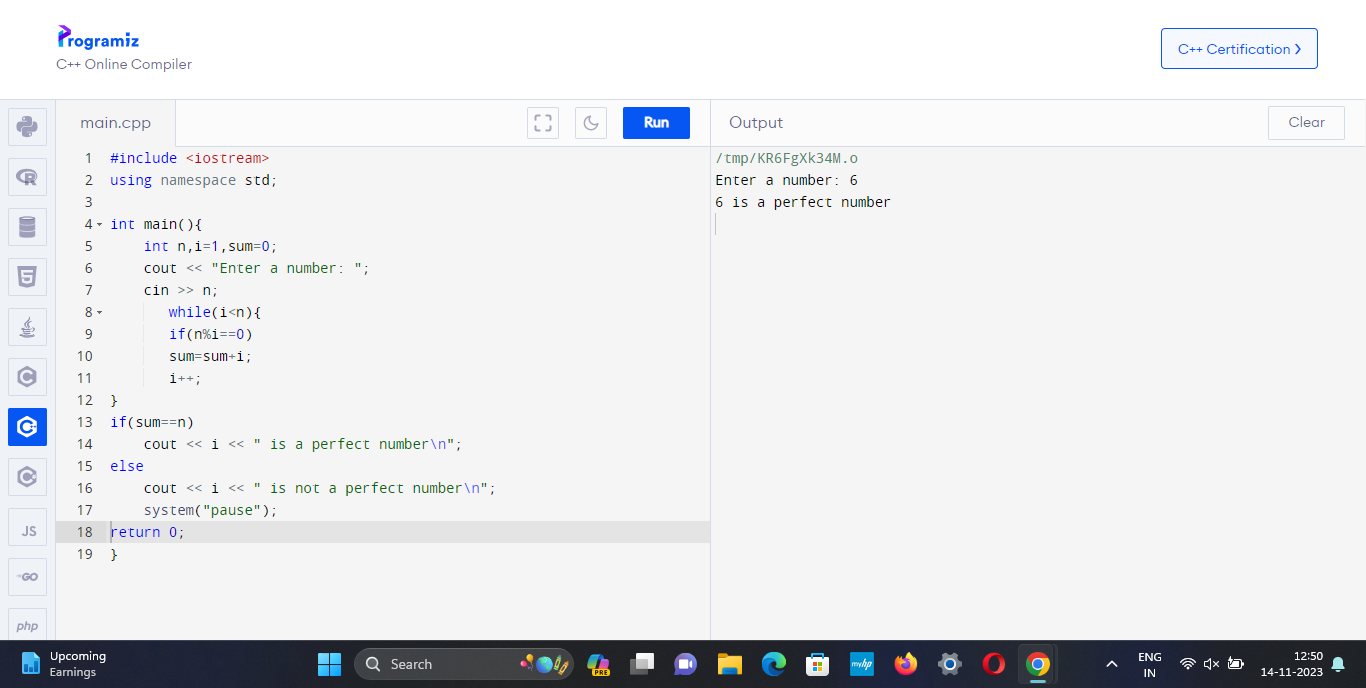 Programiz
C++ Online Compiler
C++ Certification >
main.cpp
Run
Output
Clear
1 #include <iostream>
2 using namespace std;
3
4 int main(){
5     int n,i=1,sum=0;
6     cout << "Enter a number: ";
7     cin >> n;
8        while(i<n){
9        if(n%i==0)
10        sum=sum+i;
11        i++;
12 }
13 if(sum==n)
14     cout << i << " is a perfect number\n";
15 else
16     cout << i << " is not a perfect number\n";
17     system("pause");
18 return 0;
19 }
/tmp/KR6FgXk34M.o
Enter a number: 6
6 is a perfect number
R
5
C
C
C
JS
GO
php
Upcoming
Earnings
Search
PRE
myhp
ENG
IN
12:50
14-11-2023